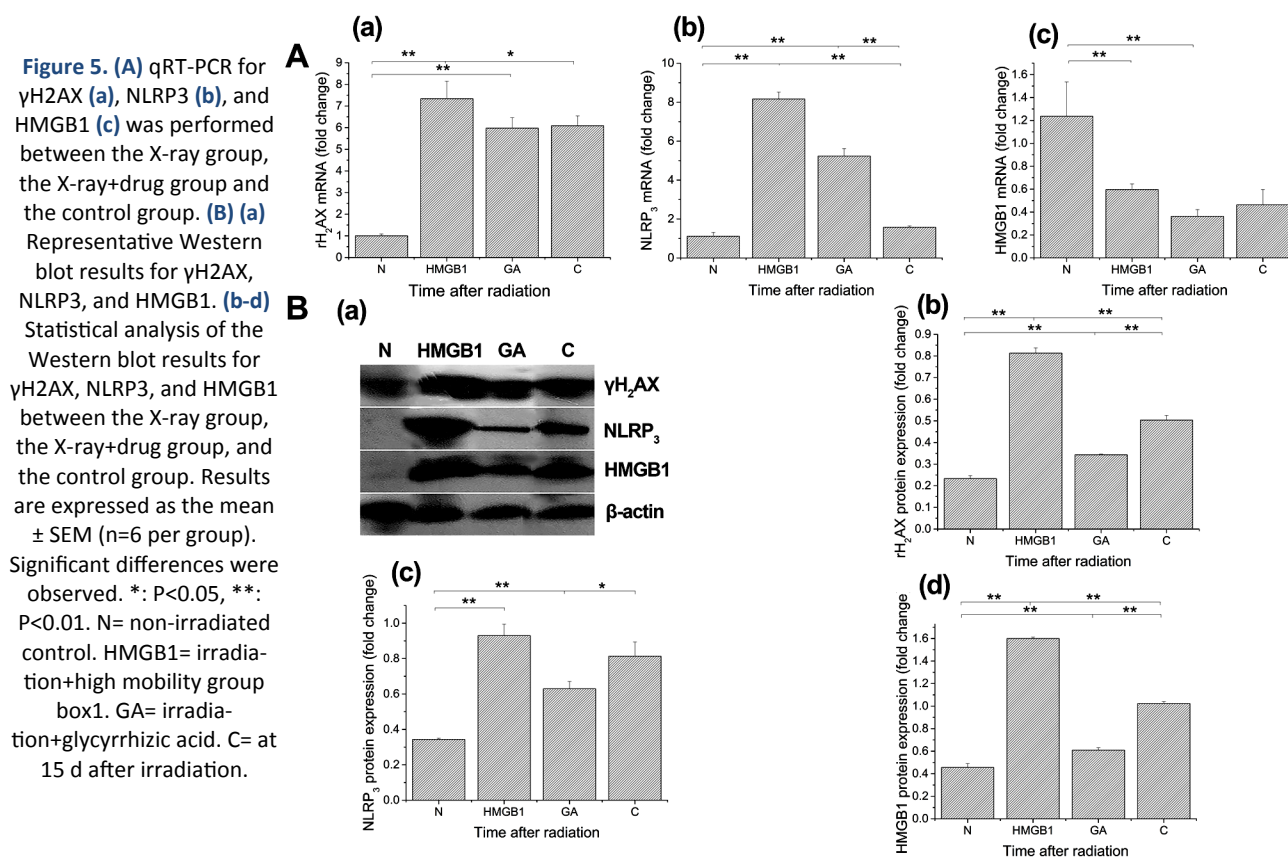 Figure 5. (A) qRT-PCR for
γH2AX (a), NLRP3 (b), and
HMGB1 (c) was performed
between the X-ray group,
the X-ray+drug group and
the control group. (B) (a)
Representative Western
blot results for γH2AX,
NLRP3, and HMGB1. (b-d)
Statistical analysis of the
Western blot results for
γH2AX, NLRP3, and HMGB1
between the X-ray group,
the X-ray+drug group, and
the control group. Results
are expressed as the mean
± SEM (n=6 per group).
Significant differences were
observed. *: P<0.05, **:
P<0.01. N= non-irradiated
control. HMGB1= irradia-
tion+high mobility group
box1. GA= irradia-
tion+glycyrrhizic acid. C= at
15 d after irradiation.
A
(a)
** *
**
rH2AX mRNA (fold change)
9
8
7
6
5
4
3
2
1
0
N HMGB1 GA C
Time after radiation
(b)
** **
** **
NLRP3 mRNA (fold change)
10
8
6
4
2
0
N HMGB1 GA C
Time after radiation
(c)
**
**
HMGB1 mRNA (fold change)
1.6
1.4
1.2
1.0
0.8
0.6
0.4
0.2
0.0
N HMGB1 GA C
Time after radiation
B
(a)
N HMGB1 GA C
γH2AX
NLRP3
HMGB1
β-actin
(b)
** **
** **
rH2AX protein expression (fold change)
0.9
0.8
0.7
0.6
0.5
0.4
0.3
0.2
0.1
0.0
N HMGB1 GA C
Time after radiation
(c)
** *
**
NLRP3 protein expression (fold change)
1.0
0.8
0.6
0.4
0.2
0.0
N HMGB1 GA C
Time after radiation
(d)
** **
** **
HMGB1 protein expression (fold change
1.6
1.4
1.2
1.0
0.8
0.6
0.4
0.2
0.0
N HMGB1 GA C
Time after radiation